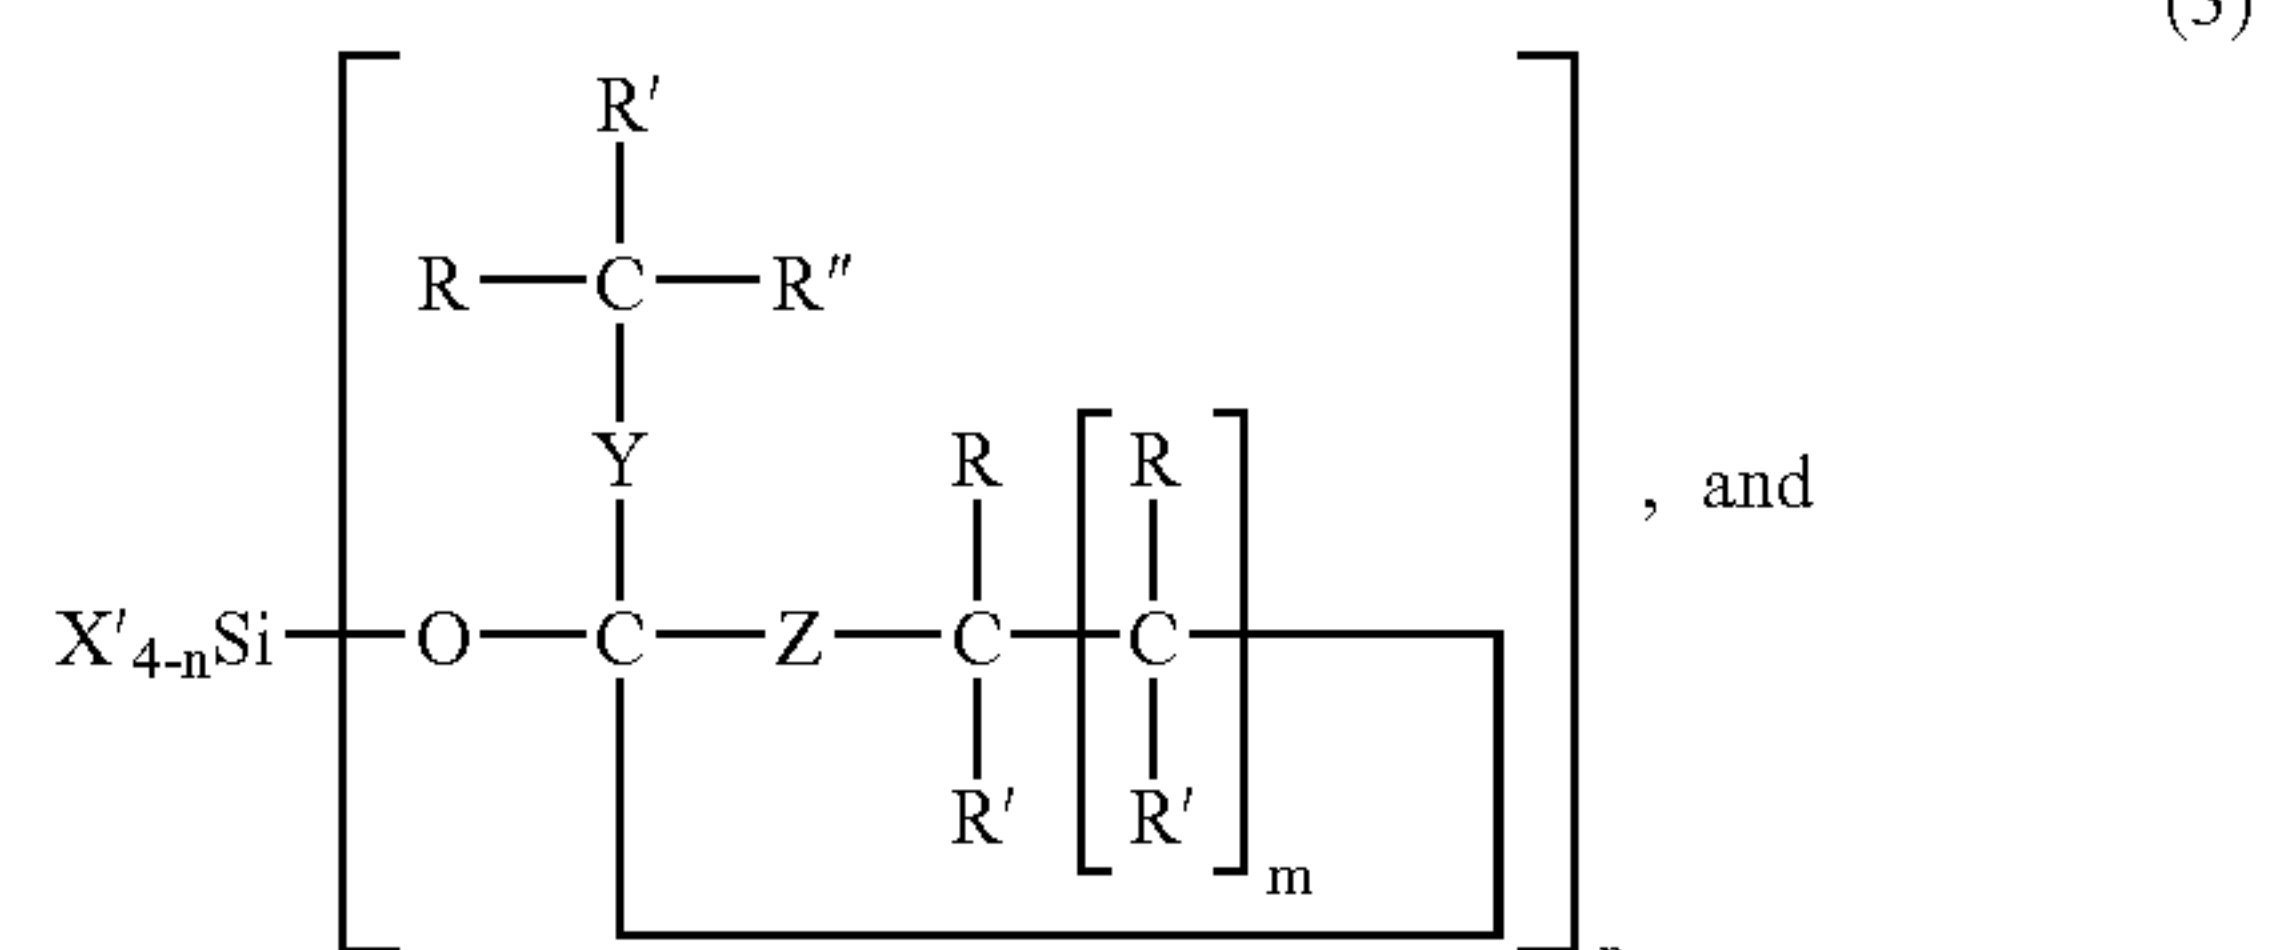 (3)
R'
R—C—R"
Y R R
, and
X'4-nSi—O—C—Z—C—C
R' R'
m
n